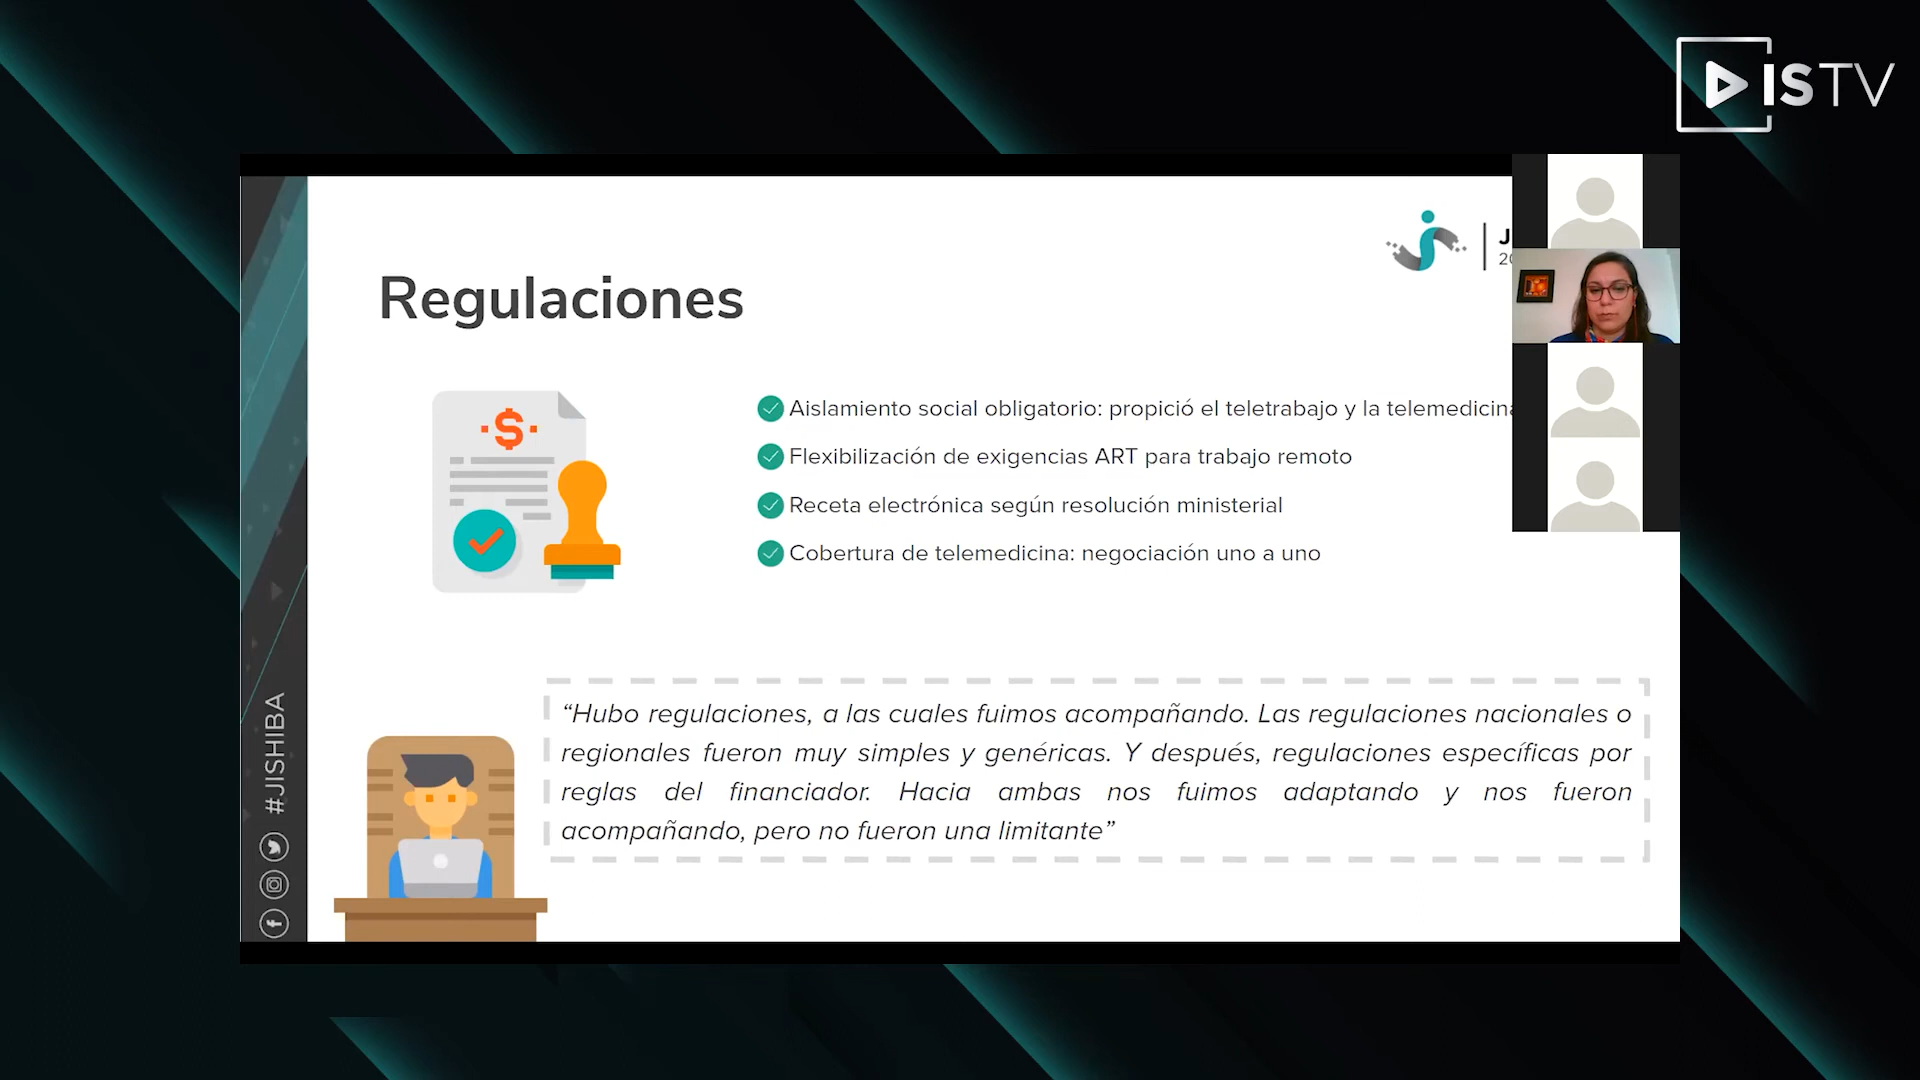 ISTV
J
20
Regulaciones
$
Aislamiento social obligatorio: propició el teletrabajo y la telemedicina
Flexibilización de exigencias ART para trabajo remoto
Receta electrónica según resolución ministerial
Cobertura de telemedicina: negociación uno a uno
“Hubo regulaciones, a las cuales fuimos acompañando. Las regulaciones nacionales o
regionales fueron muy simples y genéricas. Y después, regulaciones específicas por
reglas del financiador. Hacia ambas nos fuimos adaptando y nos fueron
acompañando, pero no fueron una limitante”
#JISHIBA